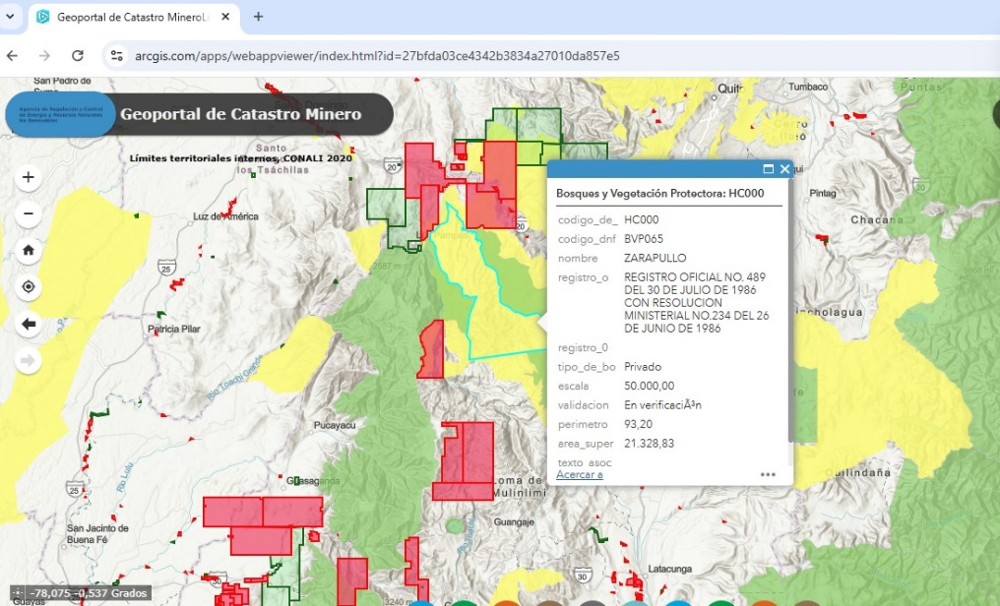 Geoportal de Catastro MineroL
arcgis.com/apps/webappviewer/index.html?id=27bfda03ce4342b3834a27010da857e5
San Pedro de
Suma
Agencia de Regulación y Control
de Energía y Recursos Naturales
No Renovables
Geoportal de Catastro Minero
Quito
Tumbaco
Puntas
Límites territoriales internos, CONALI 2020
Santo
los Tsáchilas
20
Pintag
Chacana
Luz de América
20
25
2587 m
Patricia Pilar
Río Toachi Grande
Pucayacu
Río Lulu
25
Guasaganda
San Jacinto de
Buena Fé
Loma de
Mulinlimi
Guangaje
Latacunga
30
30
3240 m
Guayas
Bosques y Vegetación Protectora: HC000
codigo_de_ HC000
codigo_dnf BVP065
nombre ZARAPULLO
registro_o REGISTRO OFICIAL NO. 489
DEL 30 DE JULIO DE 1986
CON RESOLUCION
MINISTERIAL NO.234 DEL 26
DE JUNIO DE 1986
registro_0
tipo_de_bo Privado
escala 50.000,00
validacion En verificaciÃ³n
perimetro 93,20
area_super 21.328,83
texto_asoc
Acercar a
-78,075 -0,537 Grados